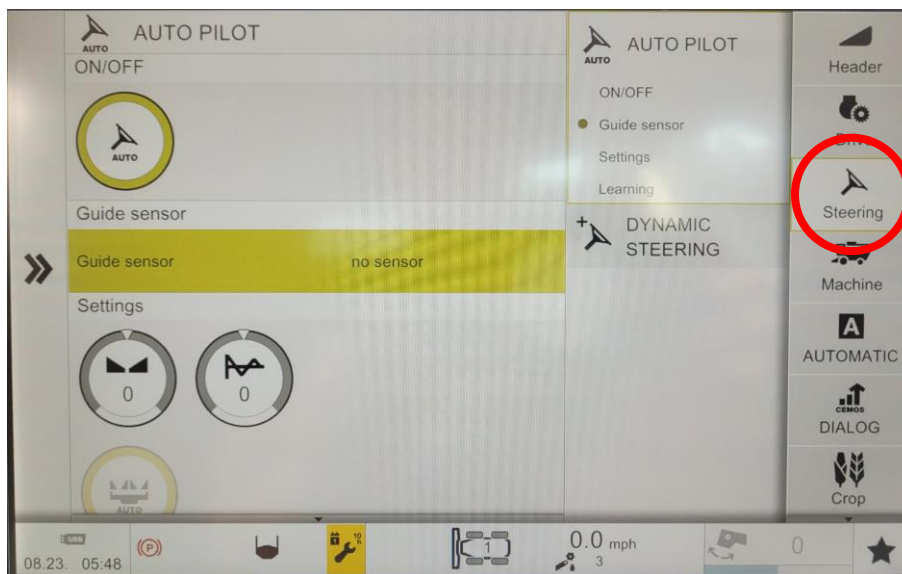 AUTO PILOT
AUTO
ON/OFF
AUTO
Guide sensor
Guide sensor no sensor
Settings
0
0
AUTO
AUTO PILOT
AUTO
ON/OFF
Guide sensor
Settings
Learning
DYNAMIC
STEERING
Header
Drive
Steering
Machine
A
AUTOMATIC
CEMOS
DIALOG
Crop
USB
08.23. 05:48
(P)
10
h
1
0.0 mph
3
0